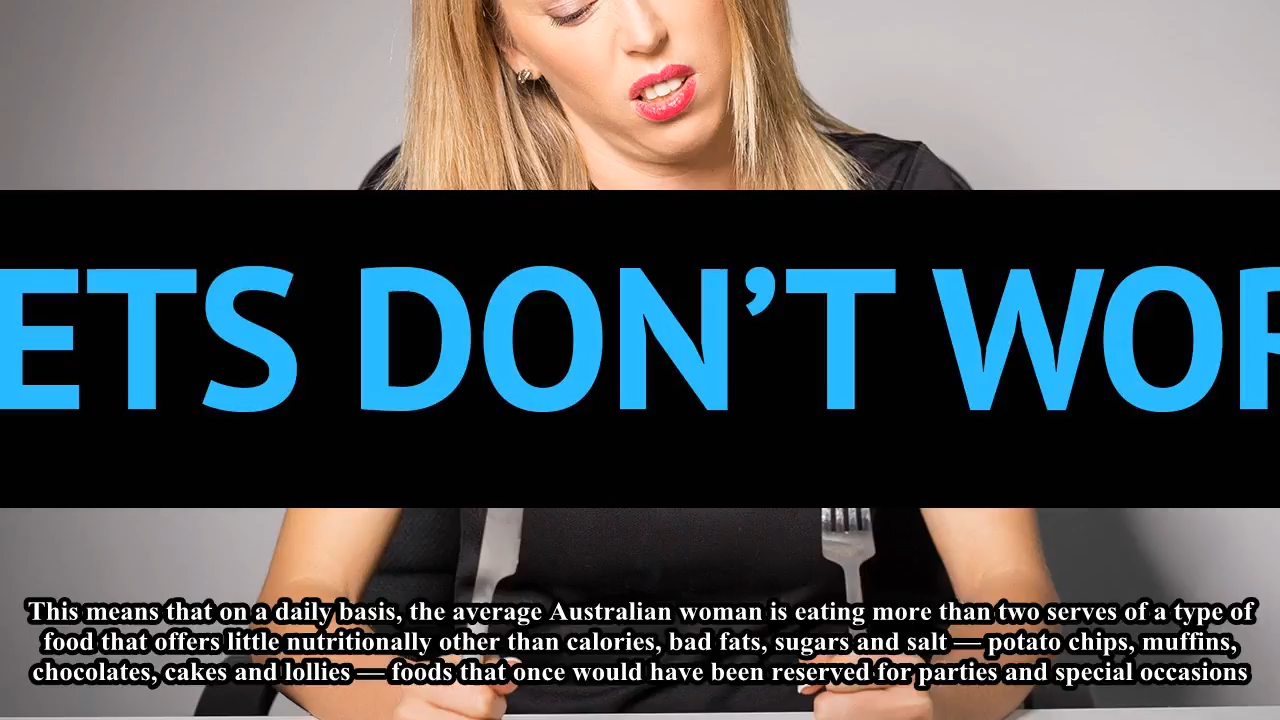 ETS DON’T WOR
This means that on a daily basis, the average Australian woman is eating more than two serves of a type of
food that offers little nutritionally other than calories, bad fats, sugars and salt — potato chips, muffins,
chocolates, cakes and lollies — foods that once would have been reserved for parties and special occasions